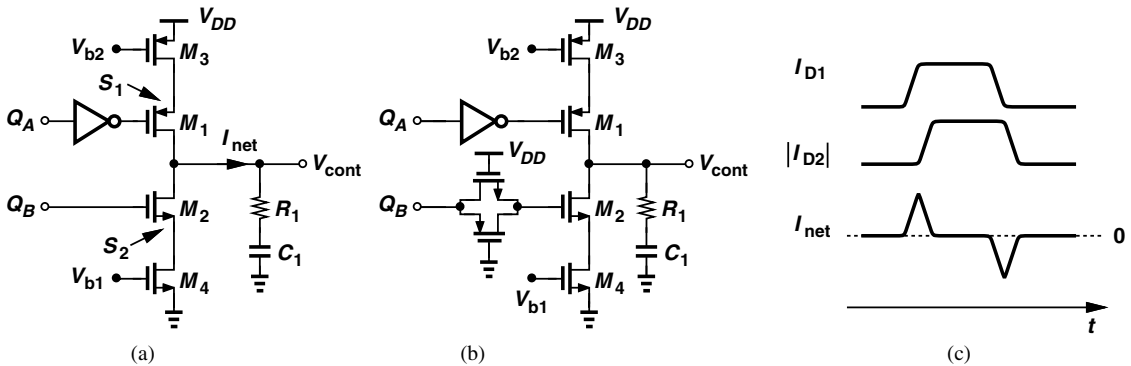 V_DD
V_b2
M_3
S_1
Q_A
M_1
I_net
V_cont
Q_B
M_2
R_1
S_2
C_1
V_b1
M_4
(a)
V_DD
V_b2
M_3
Q_A
M_1
V_DD
V_cont
Q_B
M_2
R_1
C_1
V_b1
M_4
(b)
I_D1
|I_D2|
I_net
0
t
(c)